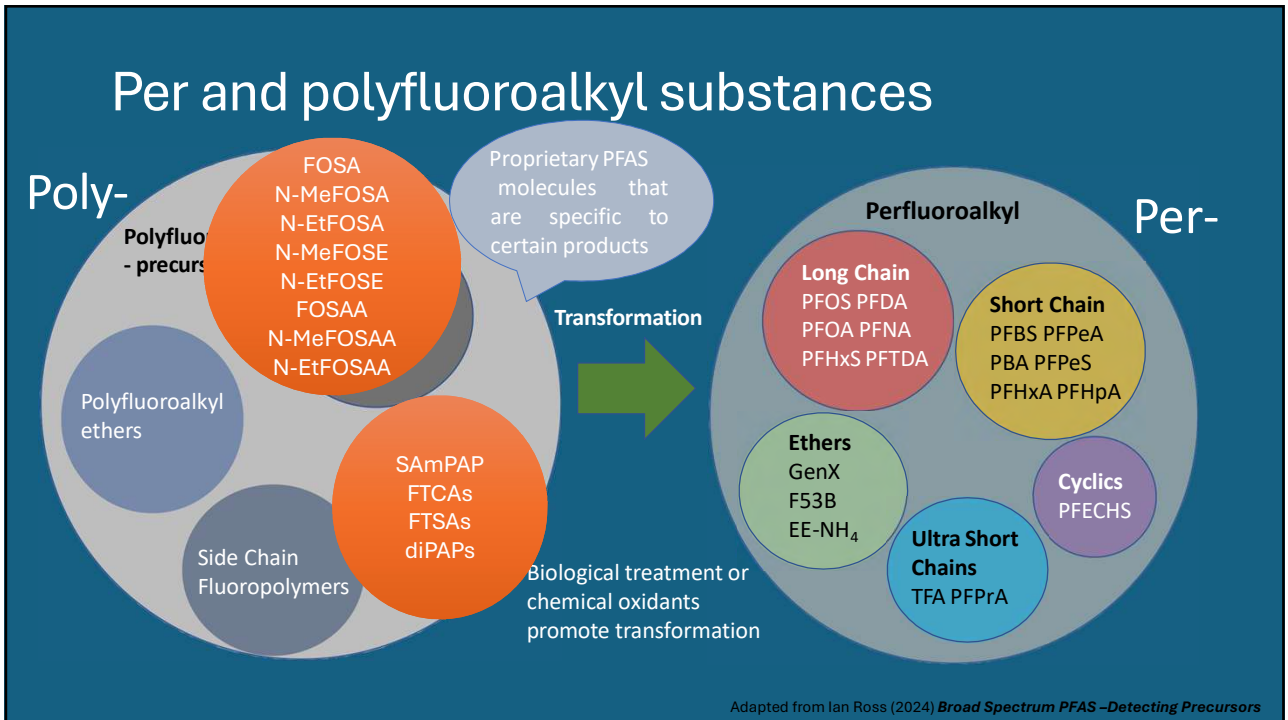 Per and polyfluoroalkyl substances
Poly-
Polyfluor
- precurs
FOSA
N-MeFOSA
N-EtFOSA
N-MeFOSE
N-EtFOSE
FOSAA
N-MeFOSAA
N-EtFOSAA
Proprietary PFAS
molecules that
are specific to
certain products
Polyfluoroalkyl
ethers
SAmPAP
FTCAs
FTSAs
diPAPs
Side Chain
Fluoropolymers
Transformation
Biological treatment or
chemical oxidants
promote transformation
Per-
Perfluoroalkyl
Long Chain
PFOS PFDA
PFOA PFNA
PFHxS PFTDA
Short Chain
PFBS PFPeA
PBA PFPeS
PFHxA PFHpA
Ethers
GenX
F53B
EE-NH₄
Cyclics
PFECHS
Ultra Short
Chains
TFA PFPrA
Adapted from Ian Ross (2024) Broad Spectrum PFAS –Detecting Precursors